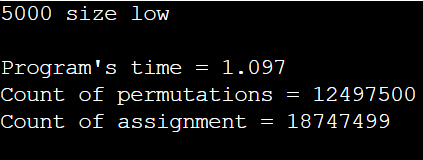 5000 size low
Program's time = 1.097
Count of permutations = 12497500
Count of assignment = 18747499